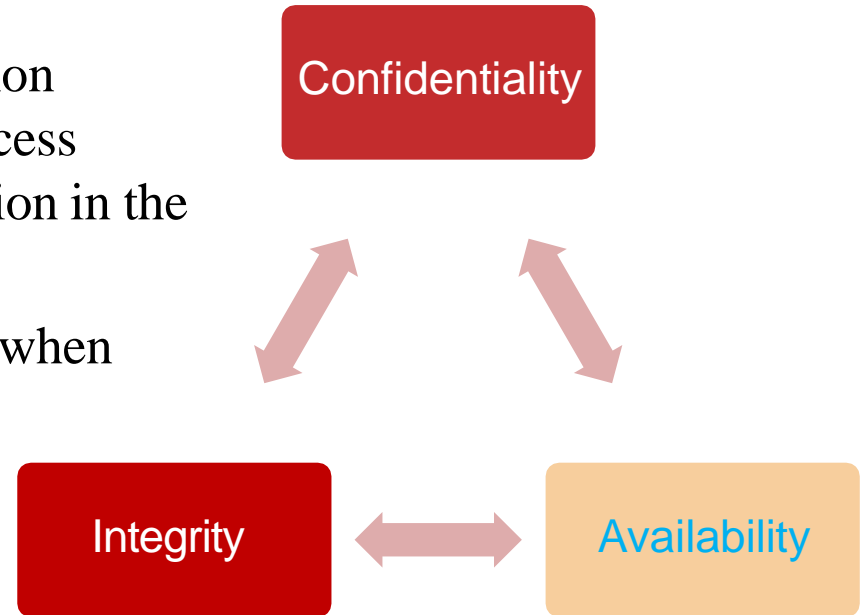 on
cess
ion in the
when
Confidentiality
Integrity
Availability